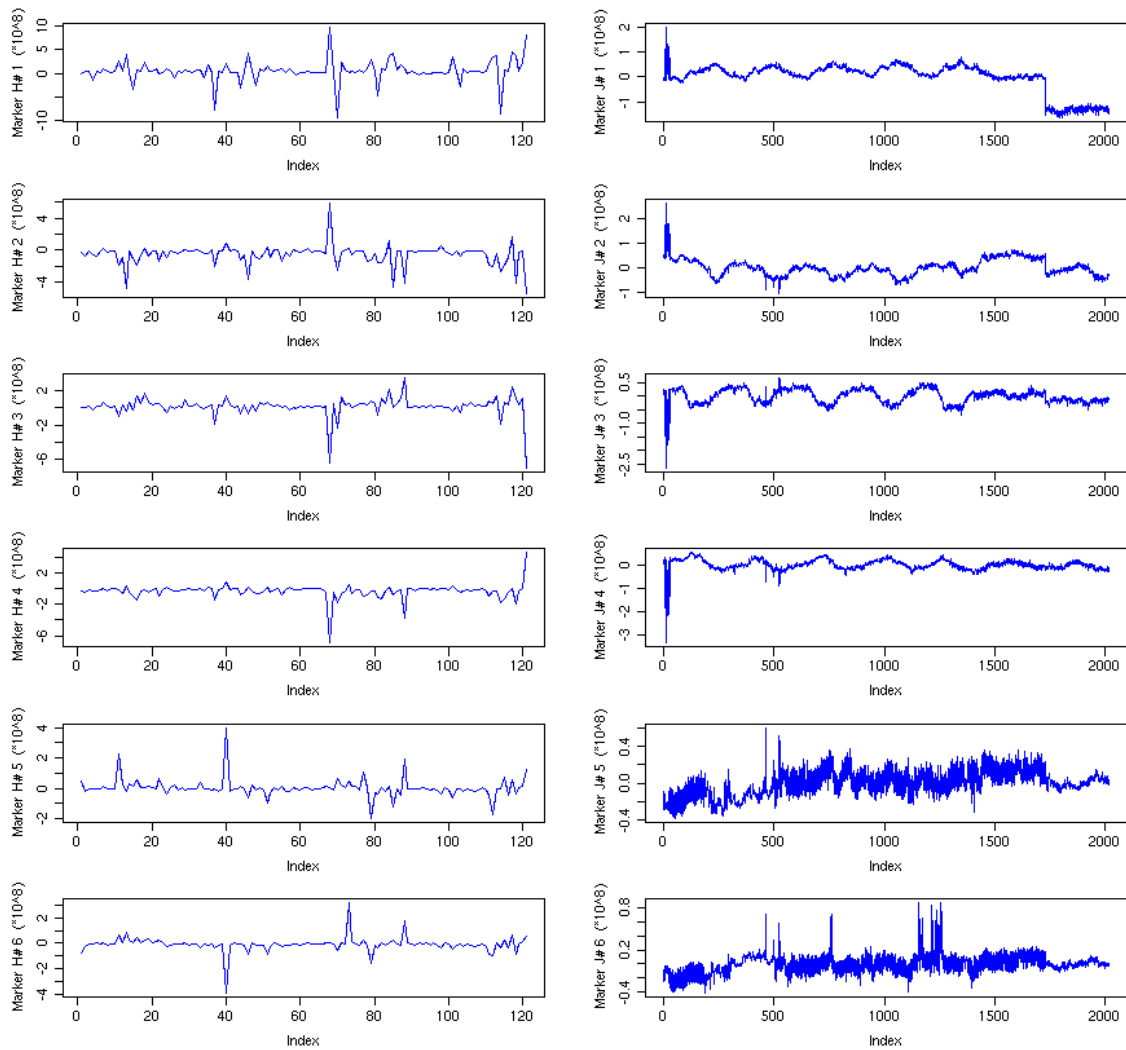 Marker H# 1 (*10^8)
10
5
0
-10
0 20 40 60 80 100 120
Index
Marker J# 1 (*10^8)
2
1
0
-1
0 500 1000 1500 2000
Index
Marker H# 2 (*10^8)
4
0
-4
0 20 40 60 80 100 120
Index
Marker J# 2 (*10^8)
2
1
0
-1
0 500 1000 1500 2000
Index
Marker H# 3 (*10^8)
2
-2
-6
0 20 40 60 80 100 120
Index
Marker J# 3 (*10^8)
0.5
-1.0
-2.5
0 500 1000 1500 2000
Index
Marker H# 4 (*10^8)
2
-2
-6
0 20 40 60 80 100 120
Index
Marker J# 4 (*10^8)
0
-1
-2
-3
0 500 1000 1500 2000
Index
Marker H# 5 (*10^8)
4
2
0
-2
0 20 40 60 80 100 120
Index
Marker J# 5 (*10^8)
0.4
0.0
-0.4
0 500 1000 1500 2000
Index
Marker H# 6 (*10^8)
2
0
-2
-4
0 20 40 60 80 100 120
Index
Marker J# 6 (*10^8)
0.8
0.2
-0.4
0 500 1000 1500 2000
Index